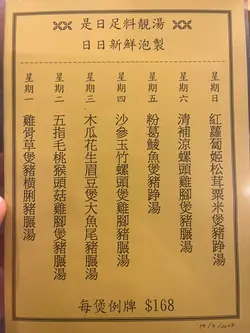 是日足料靚湯
日日新鮮泡製
星期一 雞骨草煲豬橫脷豬𦟌湯
星期二 五指毛桃猴頭菇雞腳煲豬𦟌湯
星期三 木瓜花生眉豆煲大魚尾豬𦟌湯
星期四 沙參玉竹螺頭煲雞腳豬𦟌湯
星期五 粉葛鯪魚煲豬踭湯
星期六 清補涼螺頭雞腳煲豬𦟌湯
星期日 紅蘿蔔姬松茸粟米煲豬踭湯
每煲例牌 $168